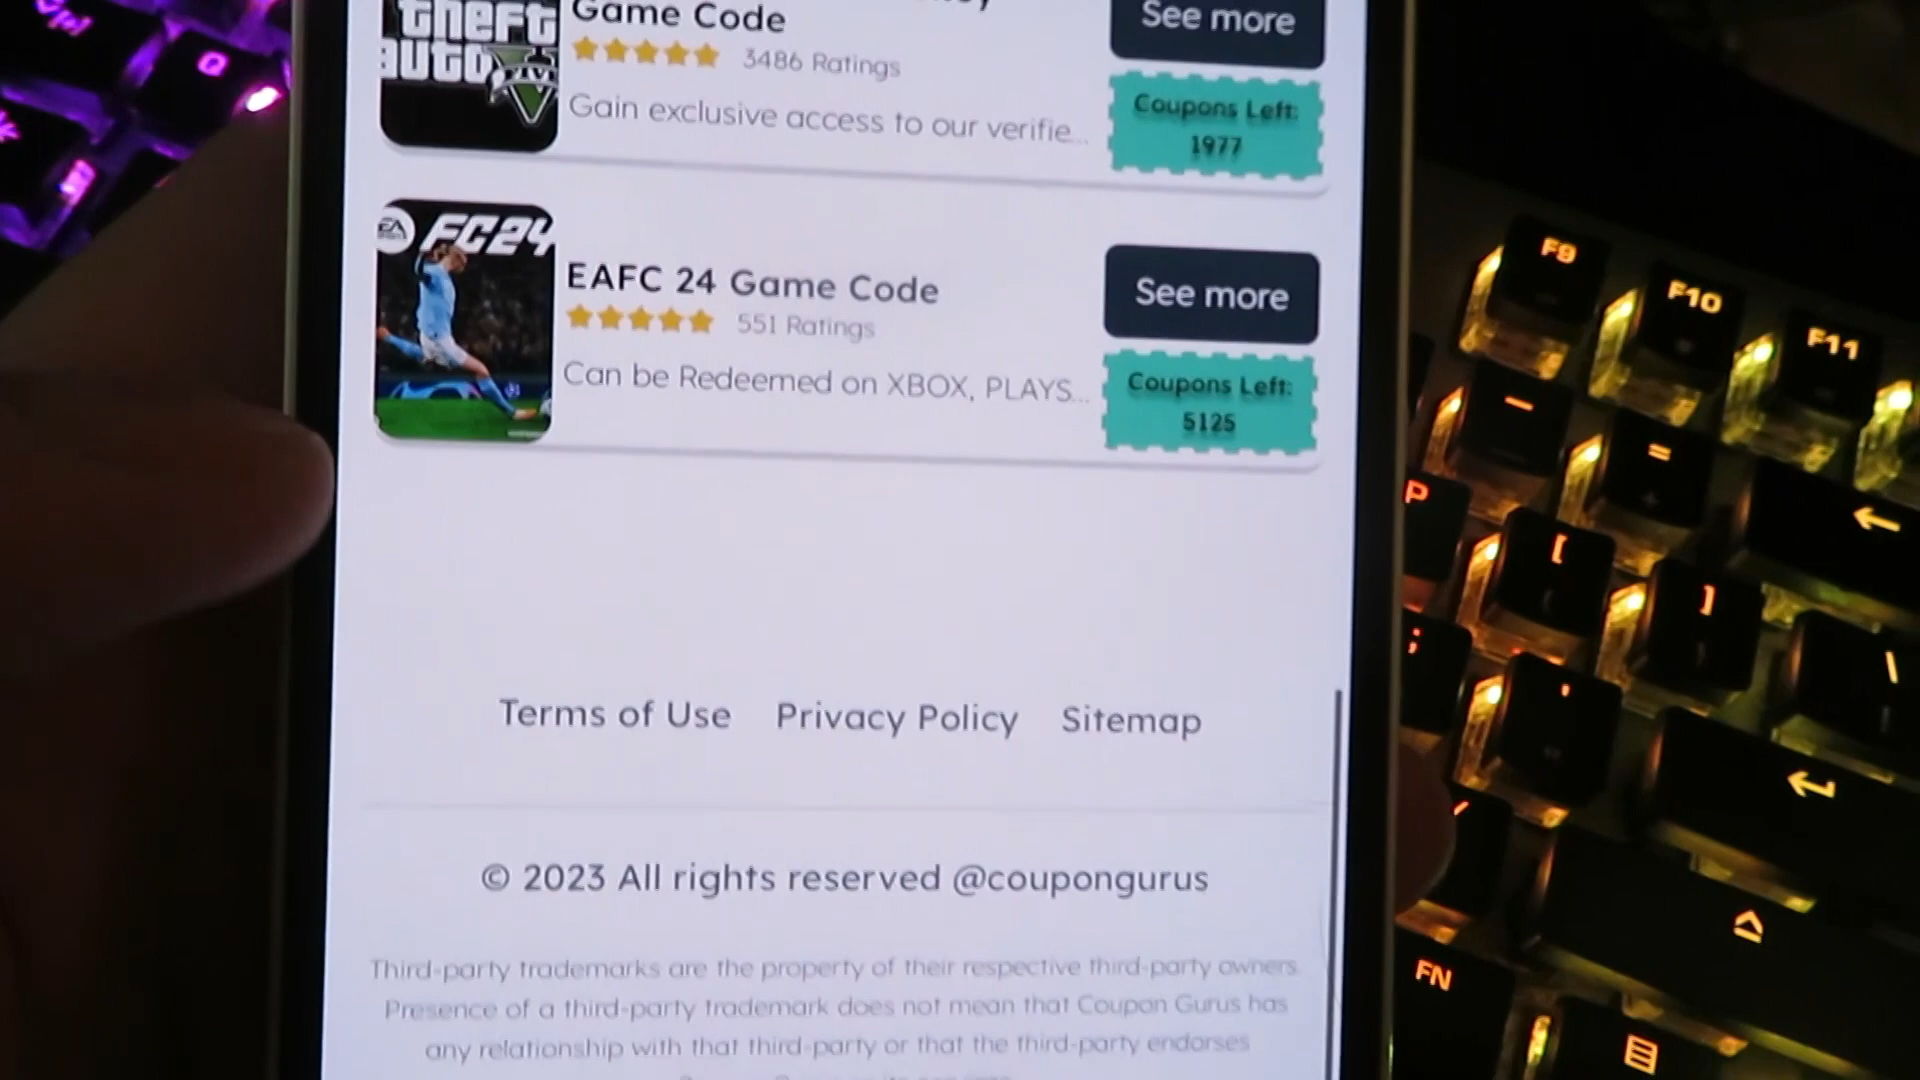 theft
auto
V
Game Code
3486 Ratings
Gain exclusive access to our verifie...
See more
Coupons Left:
1977
EA
FC24
EAFC 24 Game Code
551 Ratings
Can be Redeemed on XBOX, PLAYS...
See more
Coupons Left:
5125
Terms of Use Privacy Policy Sitemap
© 2023 All rights reserved @coupongurus
Third-party trademarks are the property of their respective third-party owners.
Presence of a third-party trademark does not mean that Coupon Gurus has
any relationship with that third-party or that the third-party endorses
Q
F9
F10
F11
-
=
P
[
]
;
'
\
FN